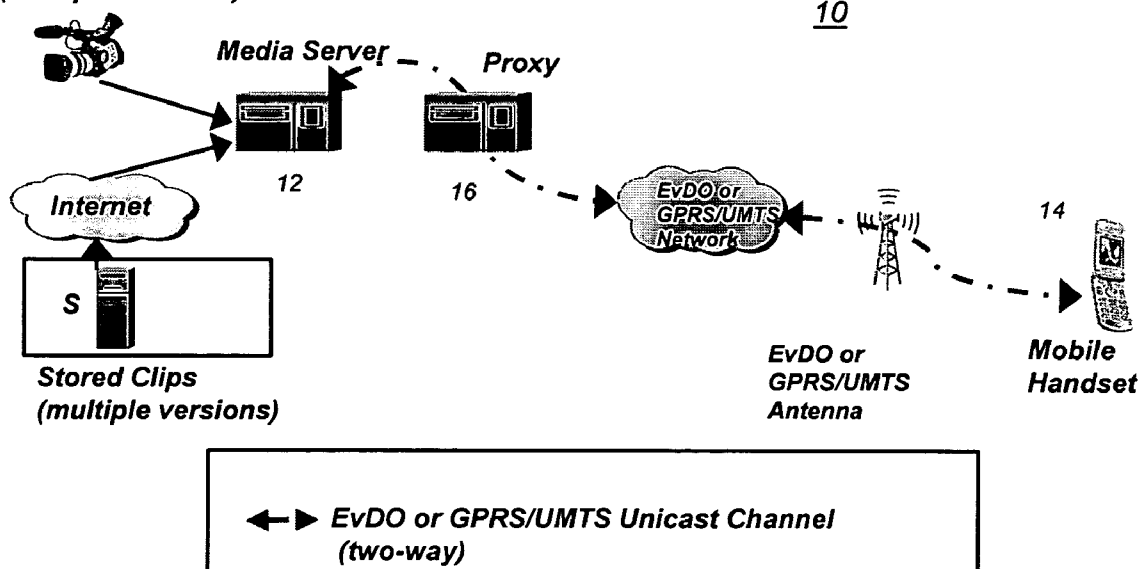 10
Media Server
Proxy
12
16
Internet
EvDO or
GPRS/UMTS
Network
14
S
Stored Clips
(multiple versions)
EvDO or
GPRS/UMTS
Antenna
Mobile
Handset
EvDO or GPRS/UMTS Unicast Channel
(two-way)